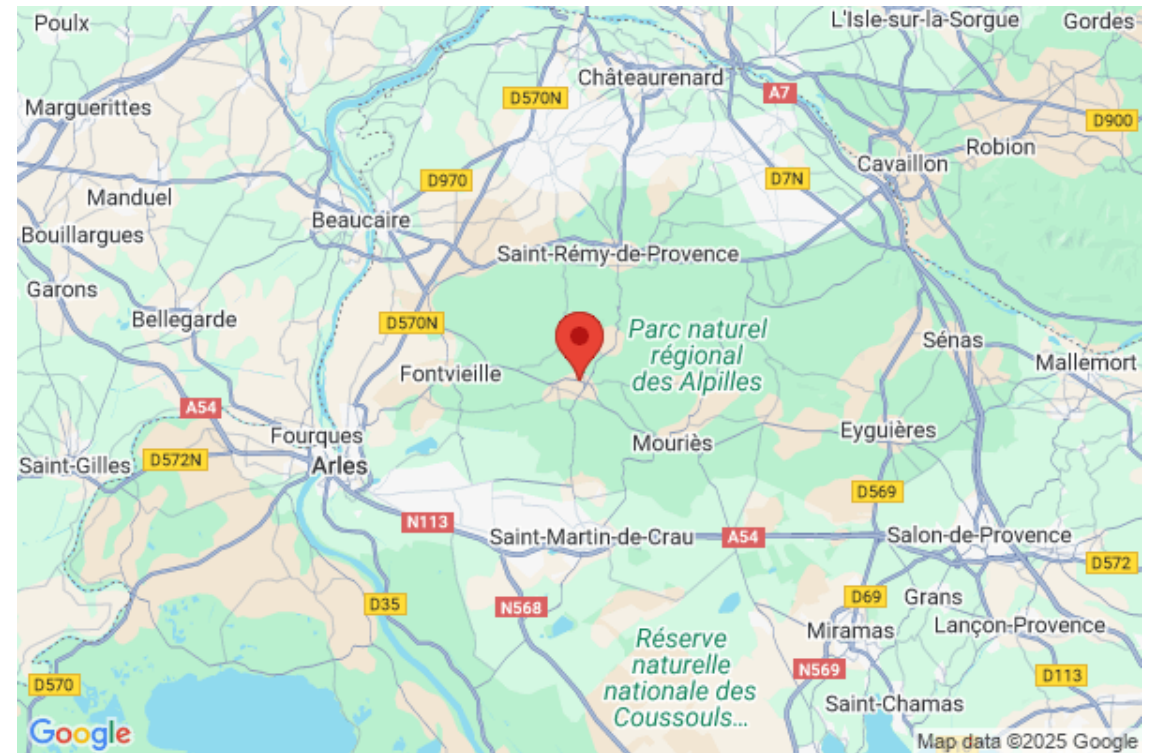 Poulx
L'Isle-sur-la-Sorgue
Gordes
Châteaurenard
A7
D570N
Marguerittes
D900
Robion
Cavaillon
D970
D7N
Manduel
Beaucaire
Bouillargues
Saint-Rémy-de-Provence
Garons
Bellegarde
D570N
Parc naturel
régional
des Alpilles
Sénas
Mallemort
Fontvieille
A54
Fourques
Eyguières
Mouriès
Saint-Gilles
D572N
Arles
D569
N113
Saint-Martin-de-Crau
A54
Salon-de-Provence
D572
D35
N568
D69
Grans
Miramas
Lançon-Provence
Réserve
naturelle
nationale des
Coussouls...
N569
D113
D570
Saint-Chamas
Google
Map data ©2025 Google